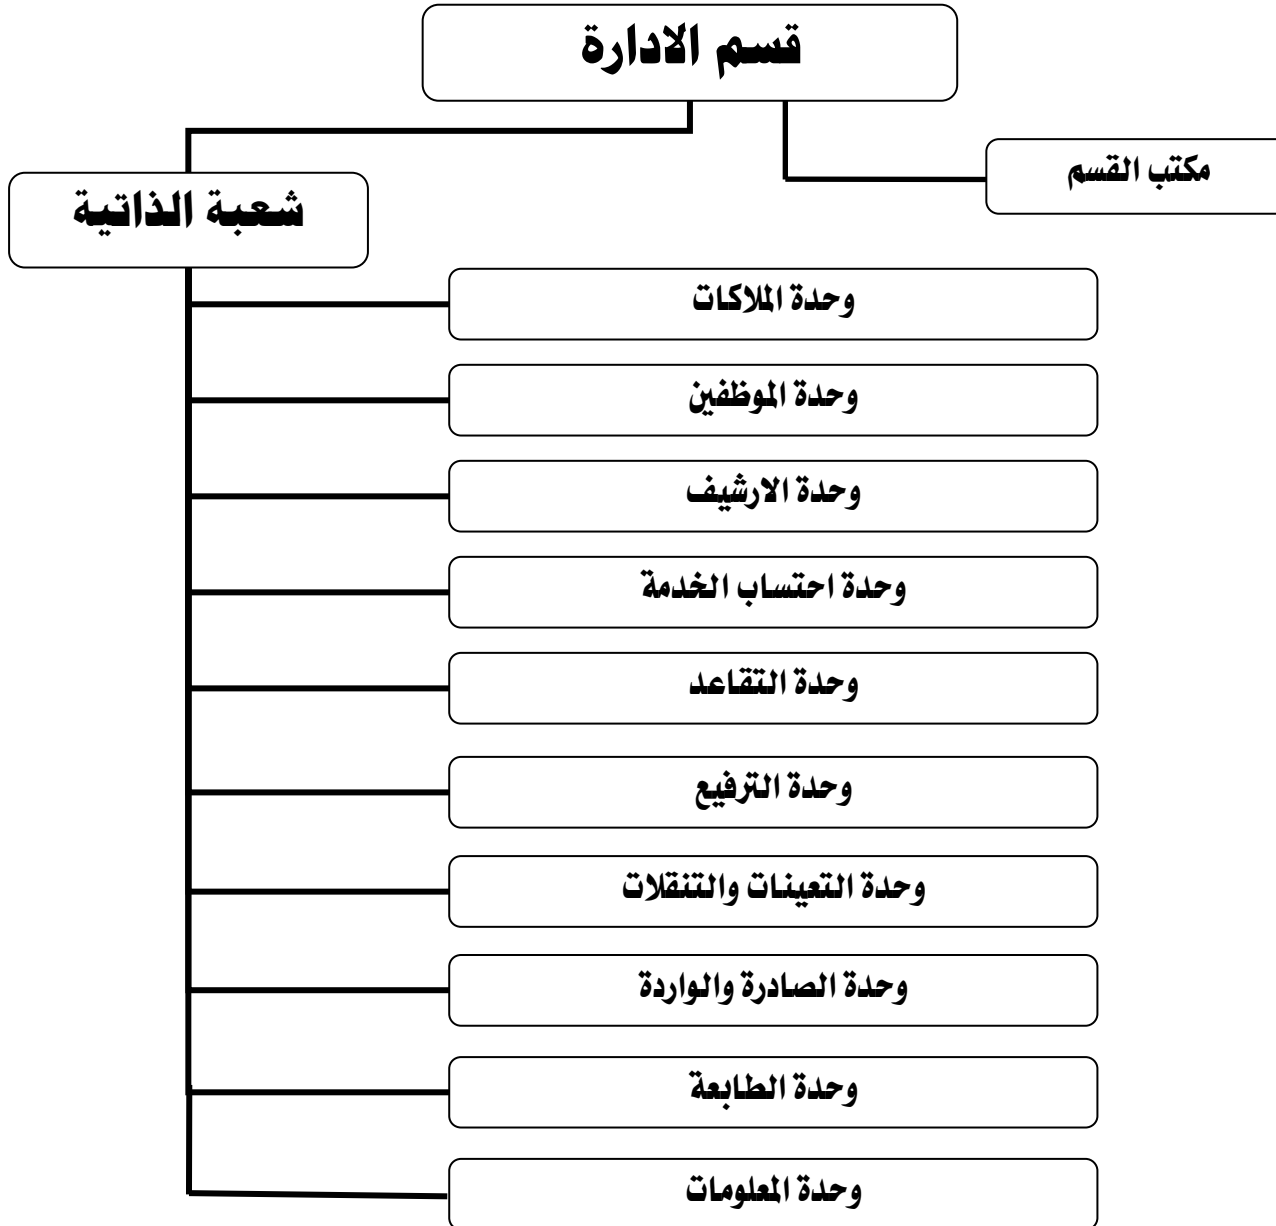 قسم الادارة
مكتب القسم
شعبة الذاتية
وحدة الملاكات
وحدة الموظفين
وحدة الارشيف
وحدة احتساب الخدمة
وحدة التقاعد
وحدة الترفيع
وحدة التعينات والتنقلات
وحدة الصادرة والواردة
وحدة الطابعة
وحدة المعلومات